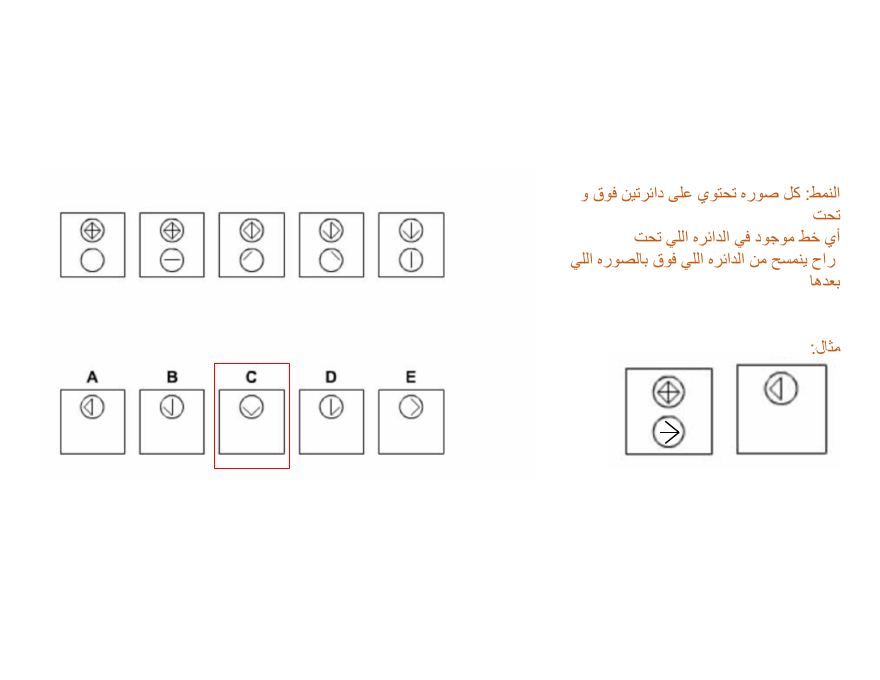 النمط: كل صوره تحتوي على دائرتين فوق و
تحت
أي خط موجود في الدائره اللي تحت
راح ينمسح من الدائره اللي فوق بالصوره اللي
بعدها
مثال:
A B C D E